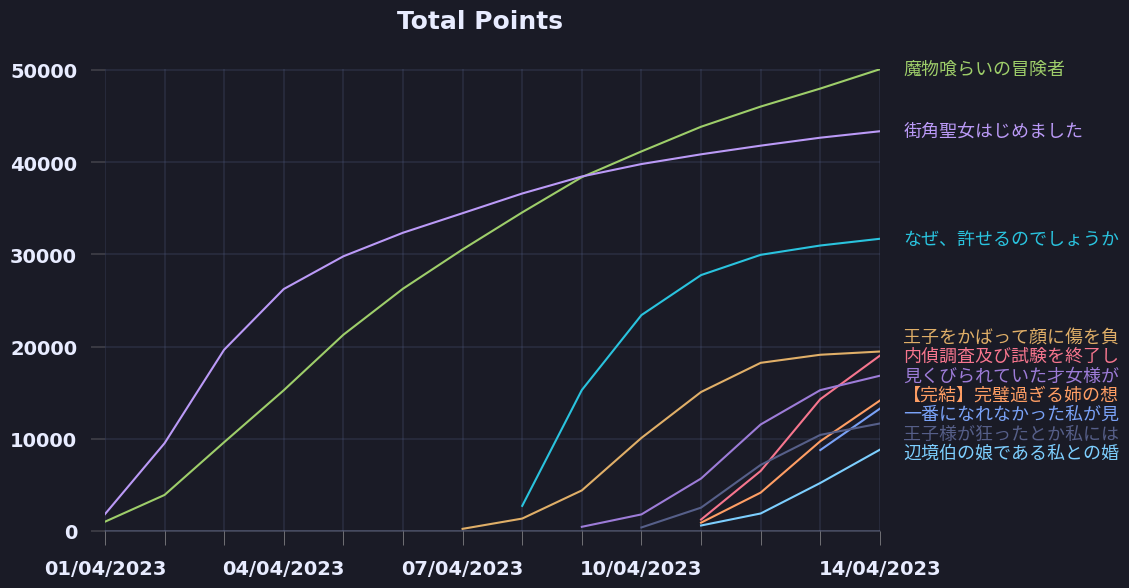 Total Points
50000
40000
30000
20000
10000
0
01/04/2023
04/04/2023
07/04/2023
10/04/2023
14/04/2023
魔物喰らいの冒険者
街角聖女はじめました
なぜ、許せるのでしょうか
王子をかばって顔に傷を負
内偵調査及び試験を終了し
見くびられていた才女様が
【完結】完璧過ぎる姉の想
一番になれなかった私が見
王子様が狂ったとか私には
辺境伯の娘である私との婚